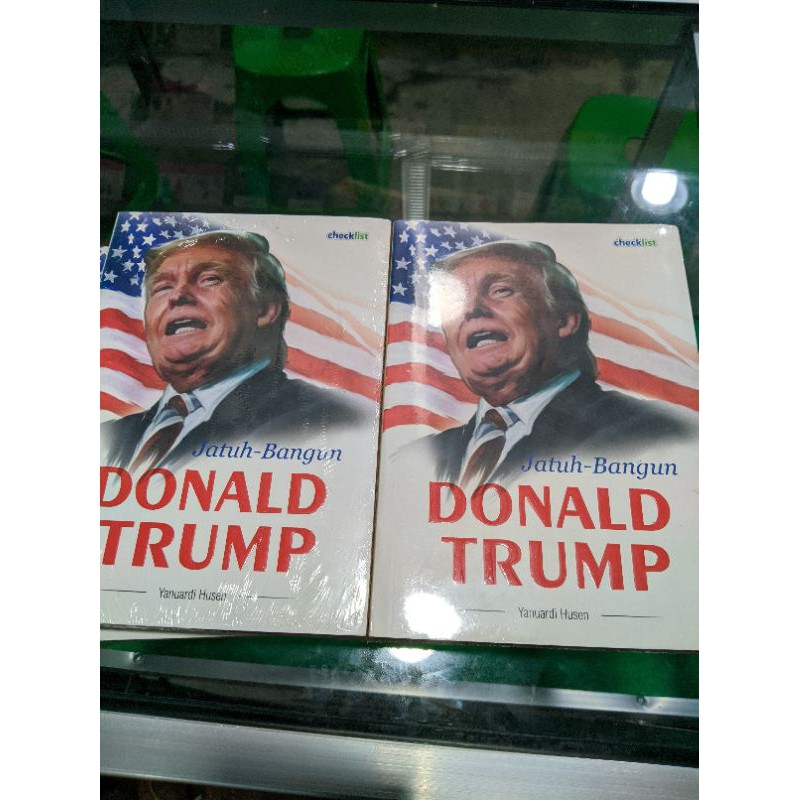 checklist
Jatuh-Bangun
DONALD
TRUMP
Yanuardi Husen
checklist
Jatuh-Bangun
DONALD
TRUMP
Yanuardi Husen